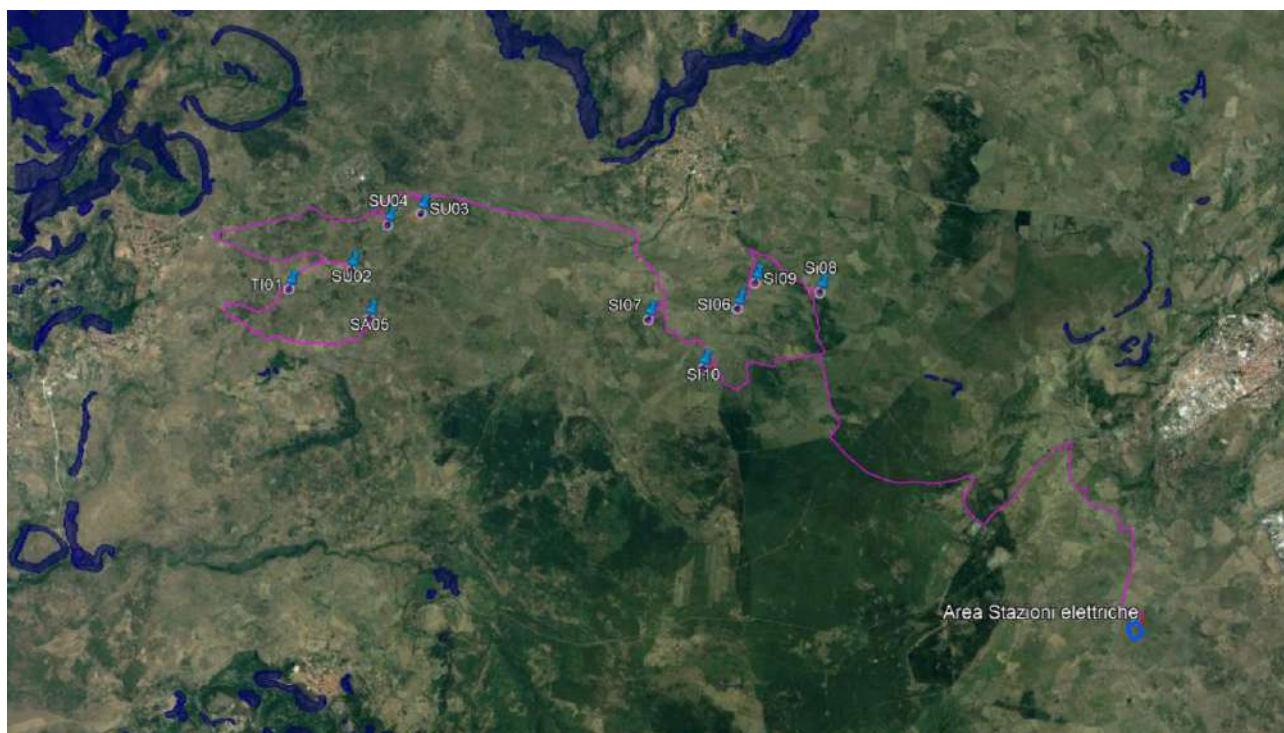 SU04
SU03
SU02
TI01
SA05
SI09
SI08
SI06
SI07
SI10
Area Stazioni elettriche